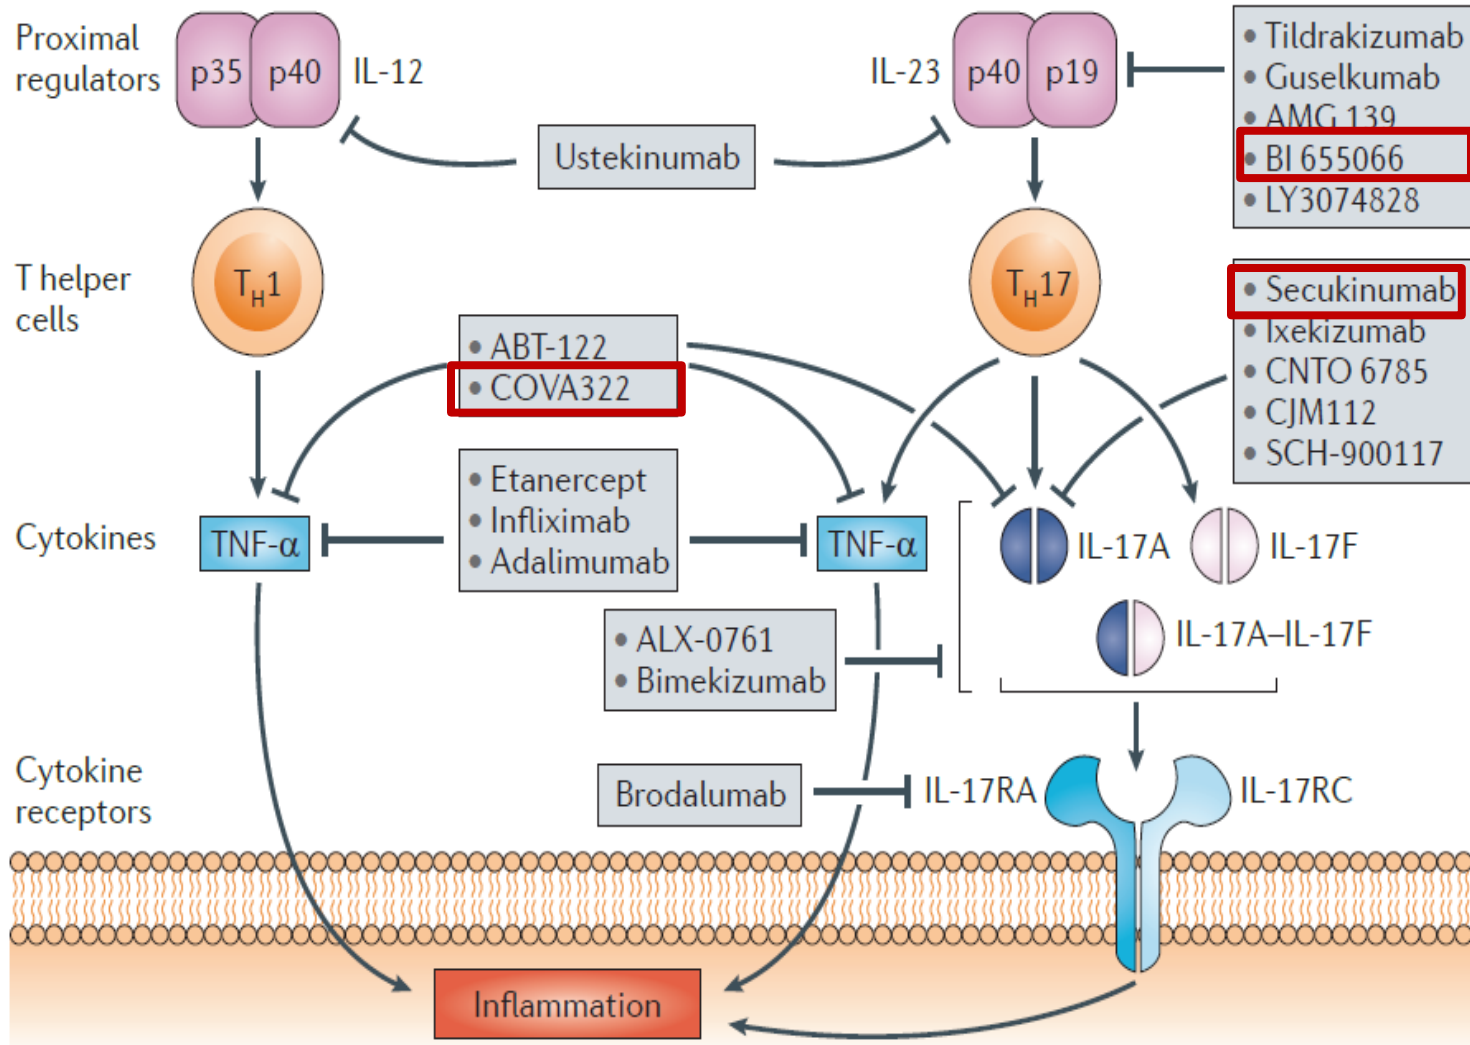 Proximal
regulators
p35
p40
IL-12
IL-23
p40
p19
• Tildrakizumab
• Guselkumab
• AMG 139
• BI 655066
• LY3074828
Ustekinumab
T helper
cells
TH1
TH17
• ABT-122
• COVA322
• Secukinumab
• Ixekizumab
• CNTO 6785
• CJM112
• SCH-900117
• Etanercept
• Infliximab
• Adalimumab
Cytokines
TNF-α
TNF-α
IL-17A
IL-17F
IL-17A–IL-17F
• ALX-0761
• Bimekizumab
Cytokine
receptors
Brodalumab
IL-17RA
IL-17RC
Inflammation